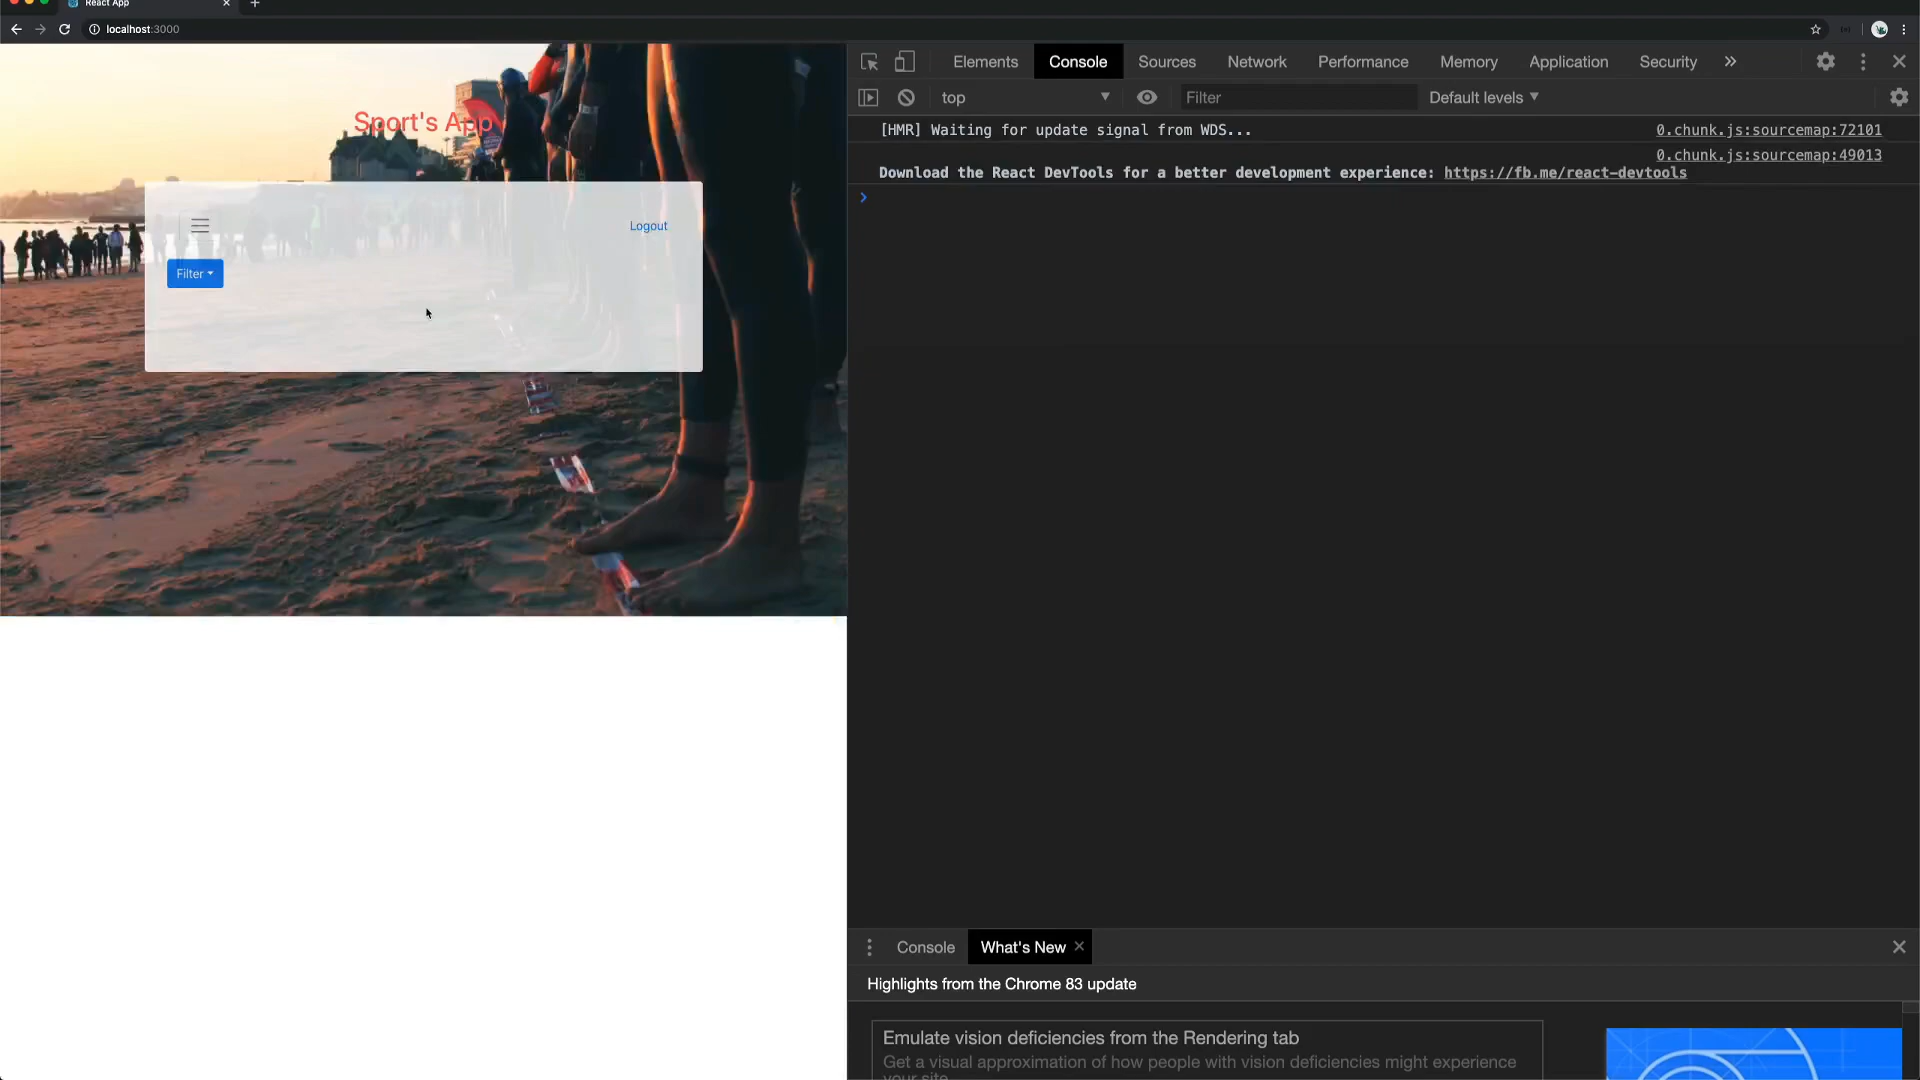 React App
localhost:3000
Sport's App
Logout
Filter
Elements
Console
Sources
Network
Performance
Memory
Application
Security
top
Filter
Default levels
[HMR] Waiting for update signal from WDS...
0.chunk.js:sourcemap:72101
0.chunk.js:sourcemap:49013
Download the React DevTools for a better development experience: https://fb.me/react-devtools
Console
What's New
Highlights from the Chrome 83 update
Emulate vision deficiencies from the Rendering tab
Get a visual approximation of how people with vision deficiencies might experience
your site